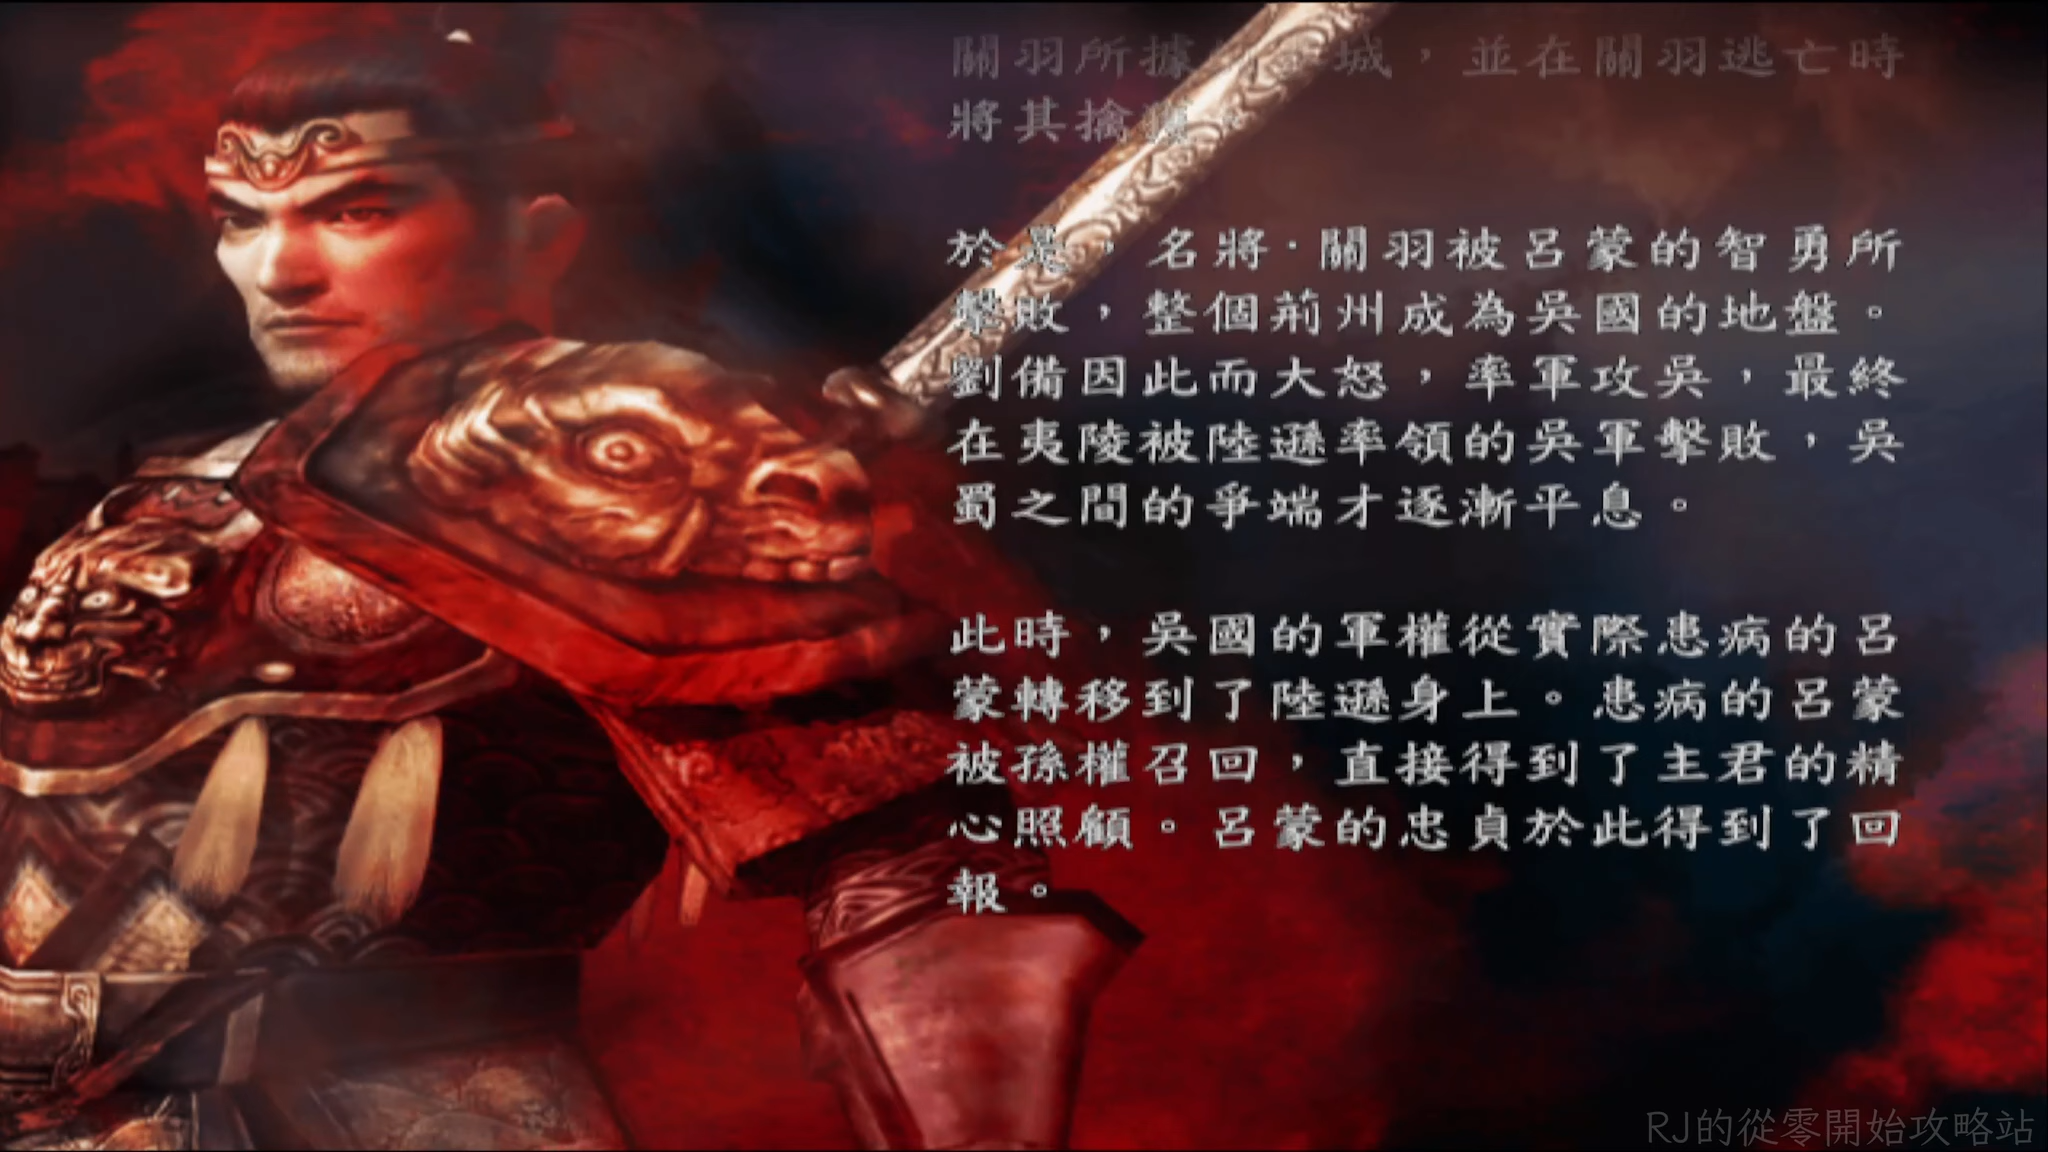 關羽所據 城，並在關羽逃亡時
將其擒獲。
於是，名將·關羽被呂蒙的智勇所
擊敗，整個荊州成為吳國的地盤。
劉備因此而大怒，率軍攻吳，最終
在夷陵被陸遜率領的吳軍擊敗，吳
蜀之間的爭端才逐漸平息。
此時，吳國的軍權從實際患病的呂
蒙轉移到了陸遜身上。患病的呂蒙
被孫權召回，直接得到了主君的精
心照顧。呂蒙的忠貞於此得到了回
報。
RJ的從零開始攻略站